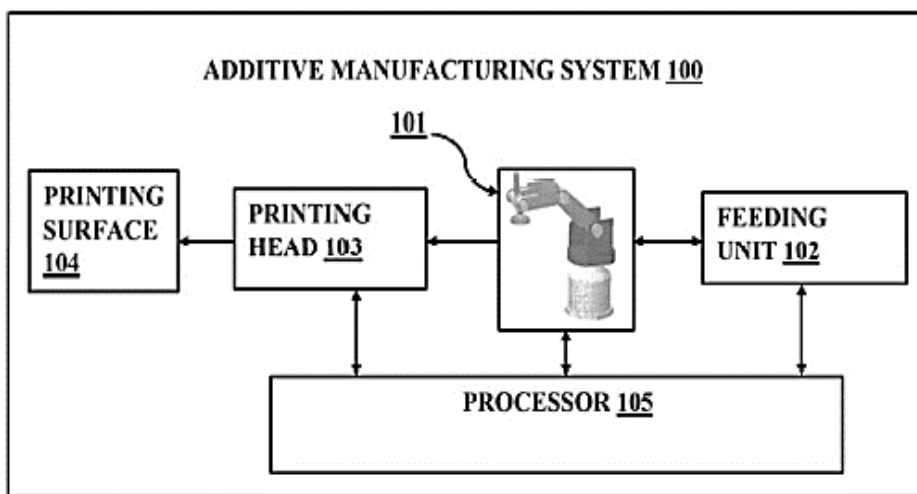 ADDITIVE MANUFACTURING SYSTEM 100
101
PRINTING
SURFACE
104
PRINTING
HEAD 103
FEEDING
UNIT 102
PROCESSOR 105